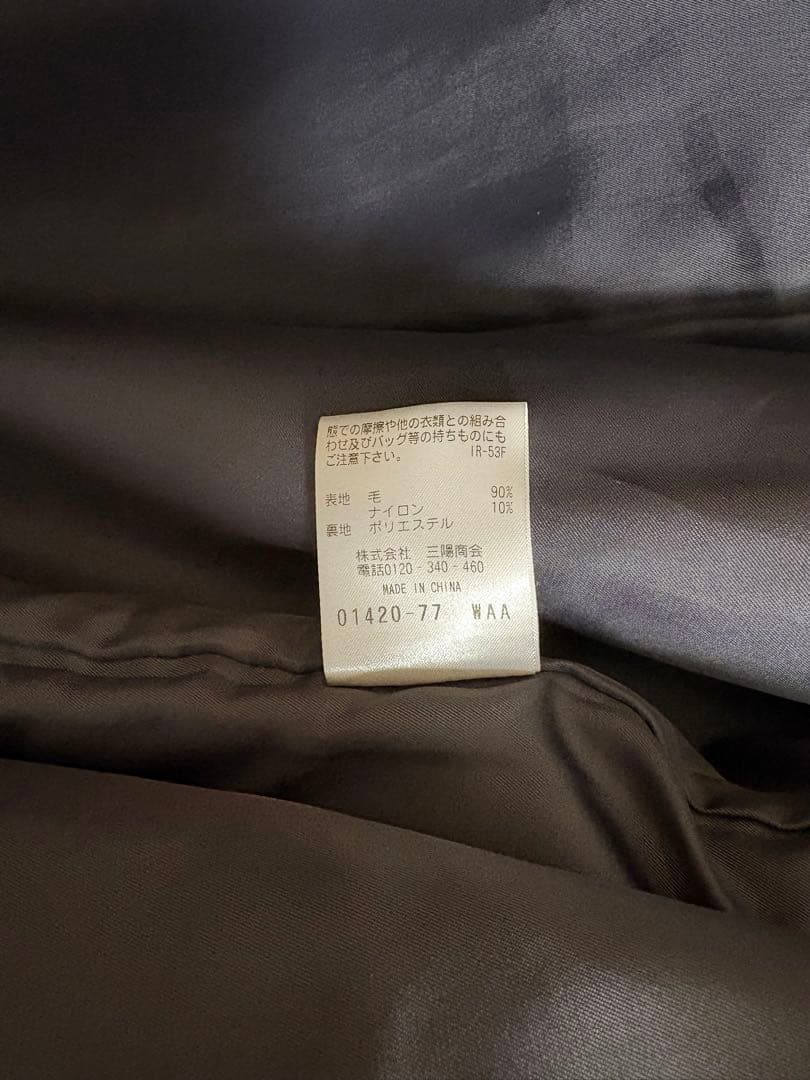 態での摩擦や他の衣類との組み合
わせ及びバッグ等の持ちものにも
ご注意下さい。 IR-53F
表地 毛 90%
ナイロン 10%
裏地 ポリエステル
株式会社 三陽商会
電話0120-340-460
MADE IN CHINA
01420-77 WAA